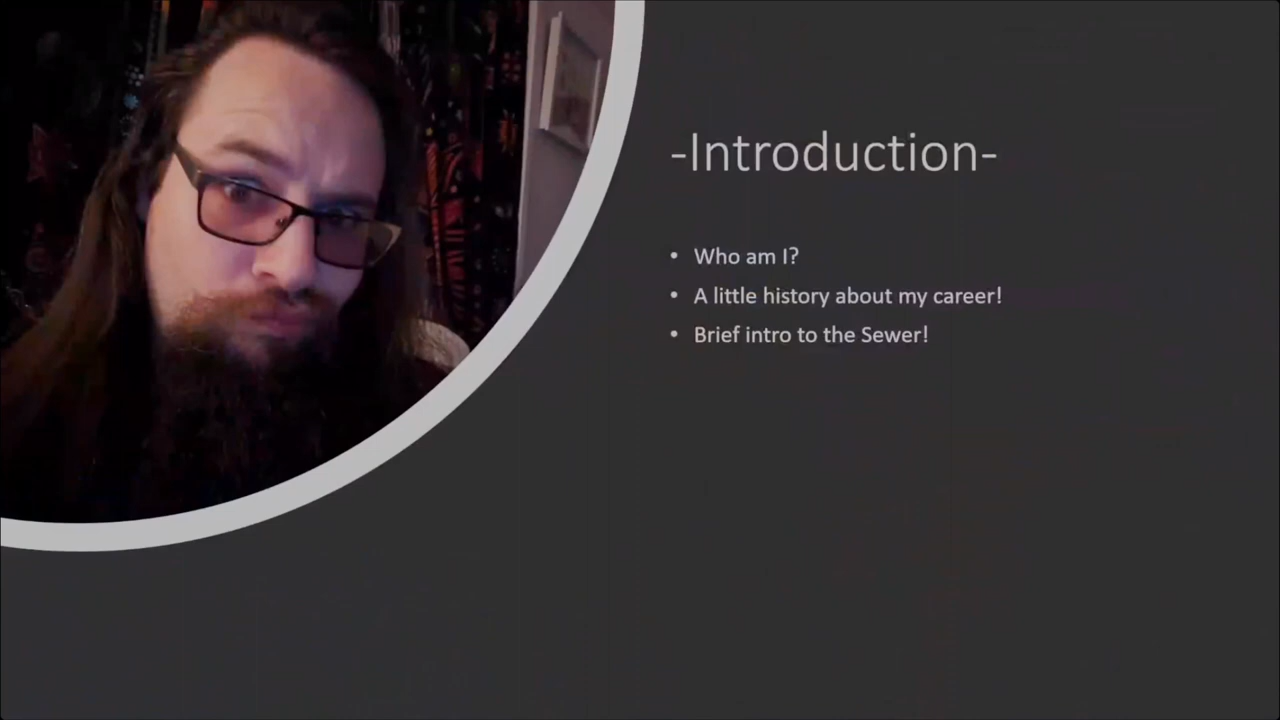 -Introduction-
• Who am I?
• A little history about my career!
• Brief intro to the Sewer!